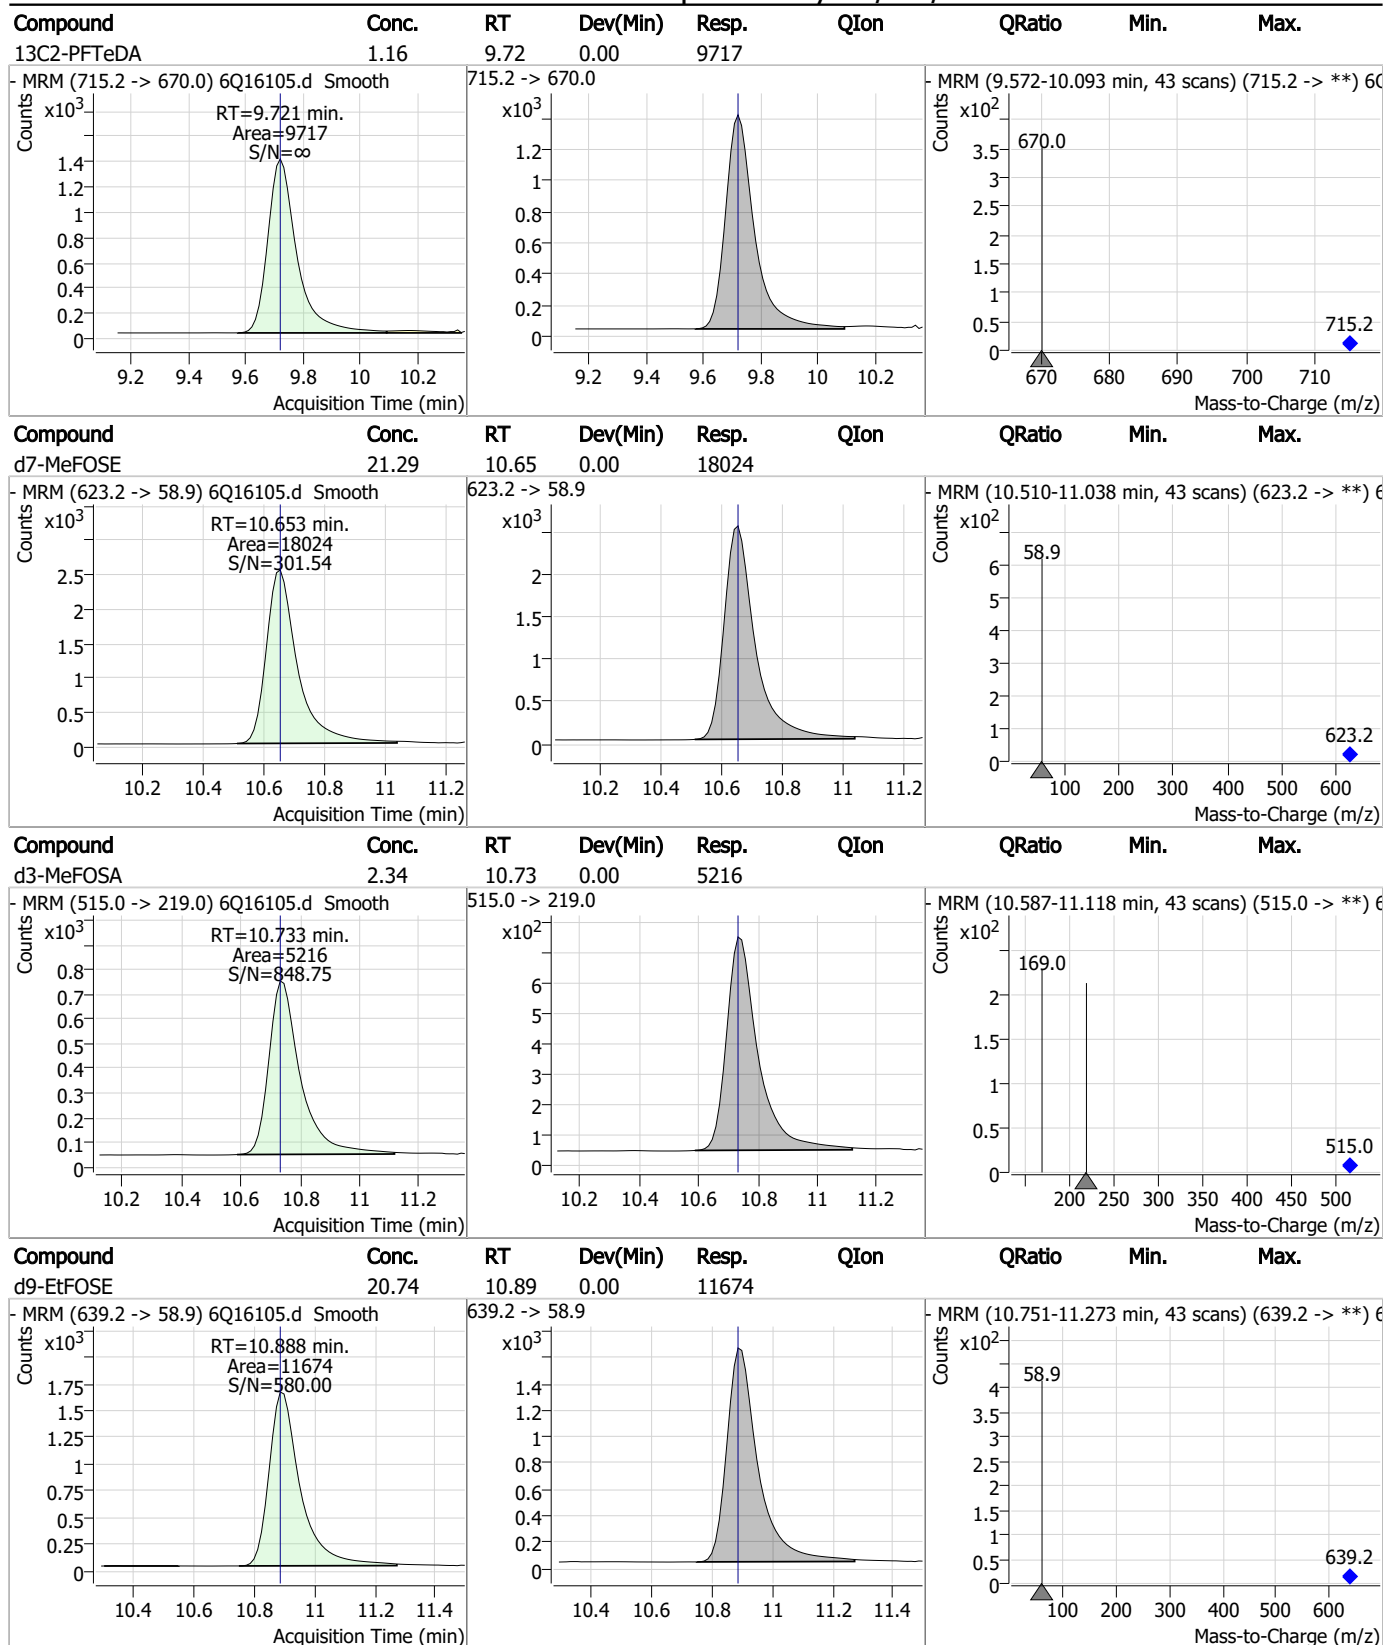 Compound Conc. RT Dev(Min) Resp. QIon QRatio Min. Max.
13C2-PFTeDA 1.16 9.72 0.00 9717
- MRM (715.2 -> 670.0) 6Q16105.d Smooth 715.2 -> 670.0 - MRM (9.572-10.093 min, 43 scans) (715.2 -> **)
Counts x10³ RT=9.721 min. x10³ Counts x10²
Area=9717
S/N=∞
1.4 1.2 1 0.8 0.6 0.4 0.2 0
9.2 9.4 9.6 9.8 10 10.2
Acquisition Time (min)
1.2 1 0.8 0.6 0.4 0.2 0
9.2 9.4 9.6 9.8 10 10.2
670.0
3.5 3 2.5 2 1.5 1 0.5 0
715.2
670 680 690 700 710
Mass-to-Charge (m/z)
Compound Conc. RT Dev(Min) Resp. QIon QRatio Min. Max.
d7-MeFOSE 21.29 10.65 0.00 18024
- MRM (623.2 -> 58.9) 6Q16105.d Smooth 623.2 -> 58.9 - MRM (10.510-11.038 min, 43 scans) (623.2 -> **)
Counts x10³ RT=10.653 min. x10³ Counts x10²
Area=18024
S/N=301.54
2.5 2 1.5 1 0.5 0
10.2 10.4 10.6 10.8 11 11.2
Acquisition Time (min)
2 1.5 1 0.5 0
10.2 10.4 10.6 10.8 11 11.2
58.9
6 5 4 3 2 1 0
623.2
100 200 300 400 500 600
Mass-to-Charge (m/z)
Compound Conc. RT Dev(Min) Resp. QIon QRatio Min. Max.
d3-MeFOSA 2.34 10.73 0.00 5216
- MRM (515.0 -> 219.0) 6Q16105.d Smooth 515.0 -> 219.0 - MRM (10.587-11.118 min, 43 scans) (515.0 -> **)
Counts x10³ RT=10.733 min. x10² Counts x10²
Area=5216
S/N=848.75
0.8 0.7 0.6 0.5 0.4 0.3 0.2 0.1 0
10.2 10.4 10.6 10.8 11 11.2
Acquisition Time (min)
6 5 4 3 2 1 0
10.2 10.4 10.6 10.8 11 11.2
169.0
2 1.5 1 0.5 0
515.0
200 250 300 350 400 450 500
Mass-to-Charge (m/z)
Compound Conc. RT Dev(Min) Resp. QIon QRatio Min. Max.
d9-EtFOSE 20.74 10.89 0.00 11674
- MRM (639.2 -> 58.9) 6Q16105.d Smooth 639.2 -> 58.9 - MRM (10.751-11.273 min, 43 scans) (639.2 -> **)
Counts x10³ RT=10.888 min. x10³ Counts x10²
Area=11674
S/N=580.00
1.75 1.5 1.25 1 0.75 0.5 0.25 0
10.4 10.6 10.8 11 11.2 11.4
Acquisition Time (min)
1.4 1.2 1 0.8 0.6 0.4 0.2 0
10.4 10.6 10.8 11 11.2 11.4
58.9
4 3.5 3 2.5 2 1.5 1 0.5 0
639.2
100 200 300 400 500 600
Mass-to-Charge (m/z)